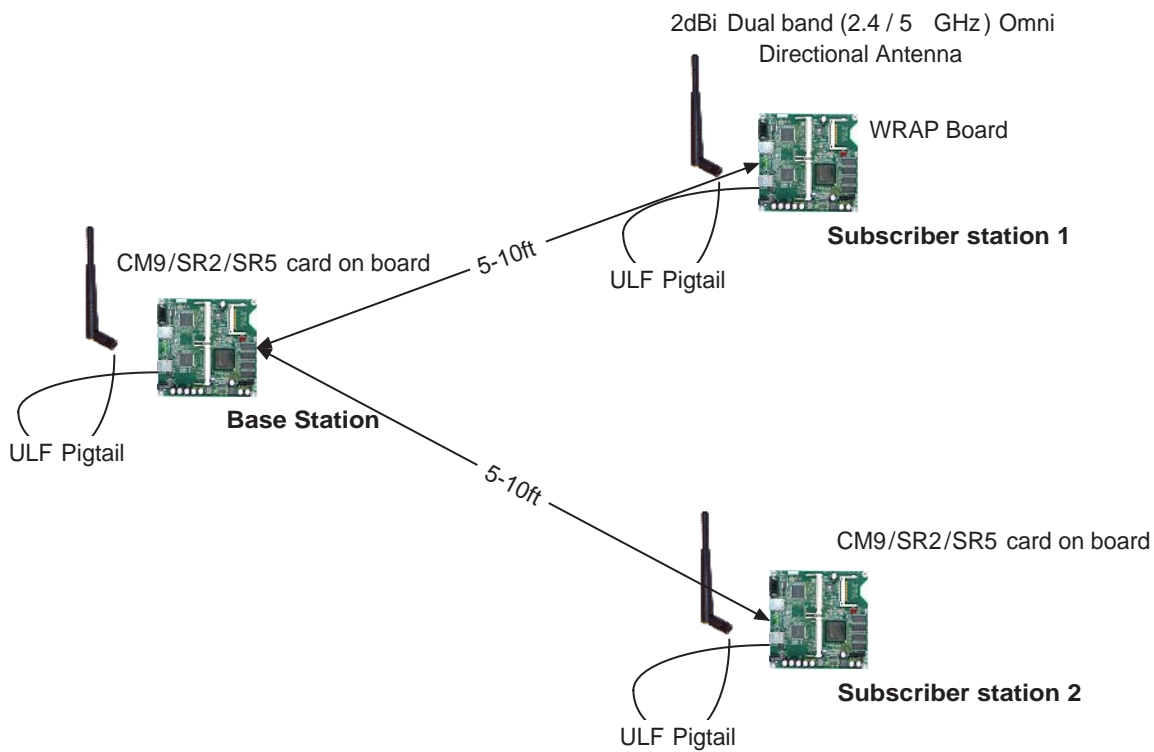 2dBi Dual band (2.4 / 5 GHz) Omni
Directional Antenna
WRAP Board
Subscriber station 1
5-10ft
ULF Pigtail
CM9/SR2/SR5 card on board
Base Station
ULF Pigtail
5-10ft
CM9/SR2/SR5 card on board
Subscriber station 2
ULF Pigtail